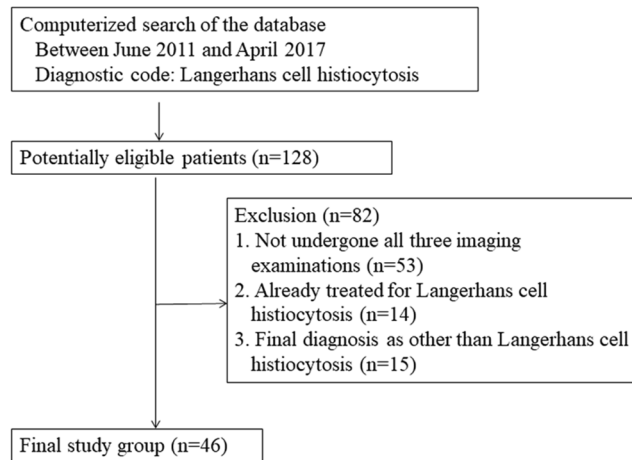 Computerized search of the database
Between June 2011 and April 2017
Diagnostic code: Langerhans cell histiocytosis
Potentially eligible patients (n=128)
Exclusion (n=82)
1. Not undergone all three imaging
examinations (n=53)
2. Already treated for Langerhans cell
histiocytosis (n=14)
3. Final diagnosis as other than Langerhans cell
histiocytosis (n=15)
Final study group (n=46)